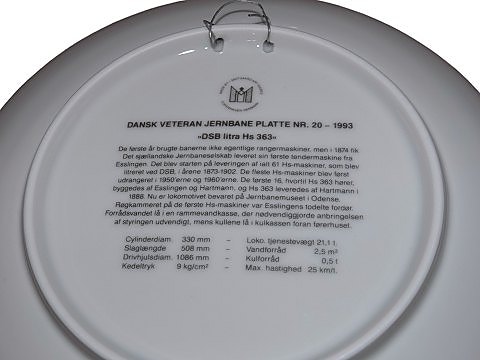 DANSK VETERAN JERNBANE PLATTE NR. 20 – 1993
»DSB litra Hs 363«
De første år brugte banerne ikke egentlige rangermaskiner, men i 1874 fik
Det sjællandske Jernbaneselskab leveret sin første tendermaskine fra
Esslingen. Det blev starten på leveringen af ialt 61 Hs-maskiner, som blev
litreret ved DSB, i årene 1873-1902. De fleste Hs-maskiner blev først
udrangeret i 1950'erne og 1960'erne. De første 16, hvortil Hs 363 hører,
byggedes af Esslingen og Hartmann, og Hs 363 leveredes af Hartmann i
1888. Nu er lokomotivet bevaret på Jernbanemuseet i Odense.
Røgkammeret på de første Hs-maskiner var Esslingens todelte fordør.
Forrådsvandet lå i en rammevandkasse, der nødvendiggjorde anbringelsen
af styringen udvendigt, mens kullene lå i kulkassen foran førerhuset.
Cylinderdiam. 330 mm – Loko. tjenestevægt 21,1 t.
Slaglængde 508 mm – Vandforråd 2,5 m³
Drivhjulsdiam. 1086 mm – Kulforråd 0,5 t
Kedeltryk 9 kg/cm² – Max. hastighed 25 km/t.